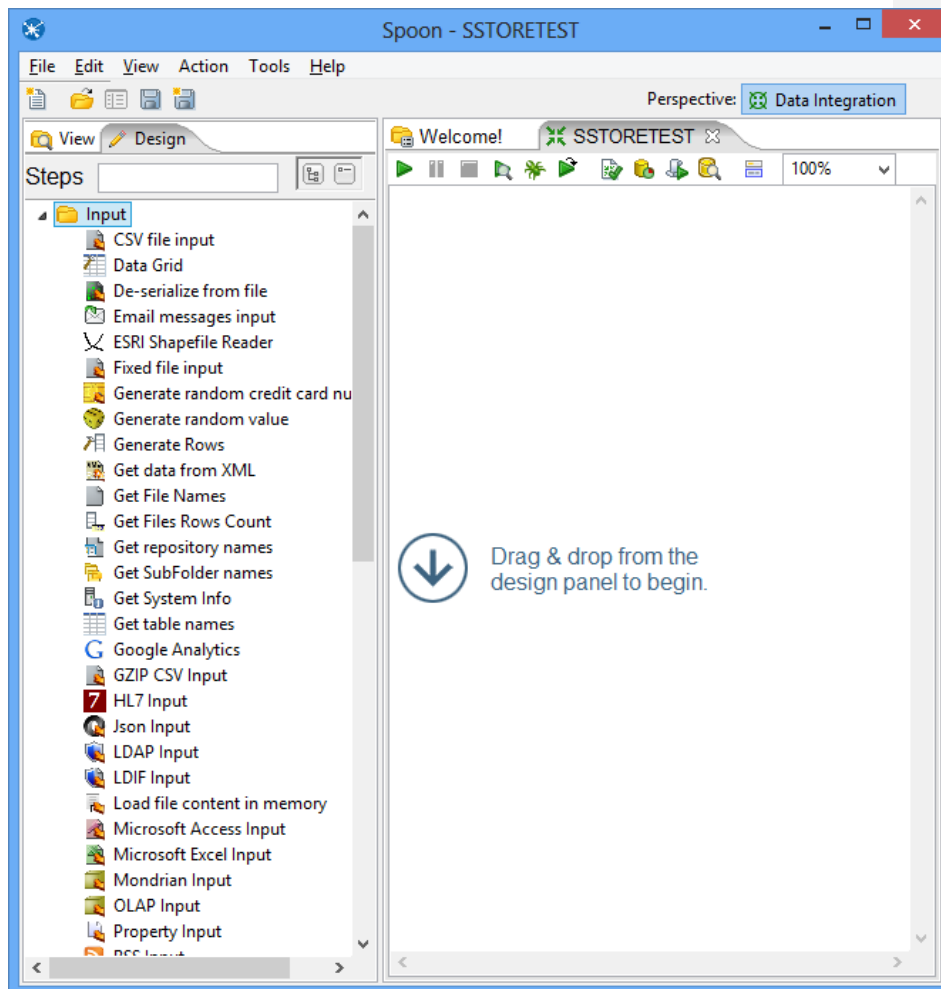 Spoon - SSTORETEST
File Edit View Action Tools Help
Perspective: Data Integration
View Design
Welcome! SSTORETEST
Steps
100%
Input
CSV file input
Data Grid
De-serialize from file
Email messages input
ESRI Shapefile Reader
Fixed file input
Generate random credit card nu
Generate random value
Generate Rows
Get data from XML
Get File Names
Get Files Rows Count
Get repository names
Get SubFolder names
Get System Info
Get table names
Google Analytics
GZIP CSV Input
HL7 Input
Json Input
LDAP Input
LDIF Input
Load file content in memory
Microsoft Access Input
Microsoft Excel Input
Mondrian Input
OLAP Input
Property Input
RSS Input
Drag & drop from the
design panel to begin.